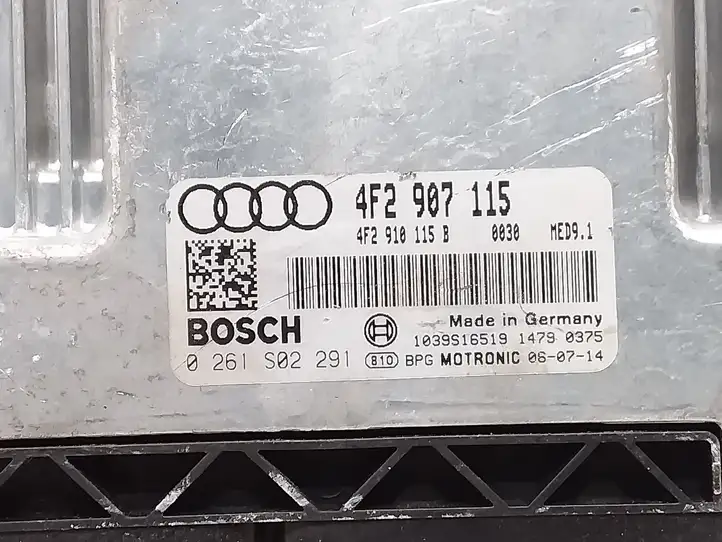 4F2 907 115
4F2 910 115 B 0030 MED9.1
BOSCH
Made in Germany
1039S16519 1479 0375
0 261 S02 291 810 BPG MOTRONIC 06-07-14